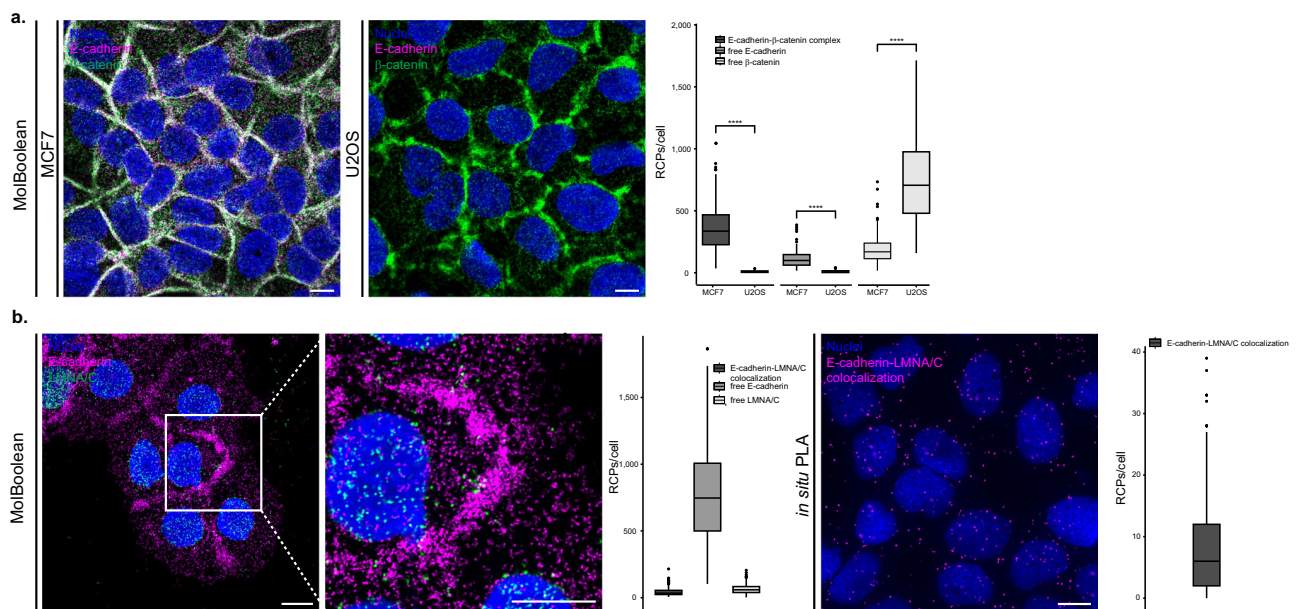 a.
MolBoolean
MCF7
Nuclei
E-cadherin
β-catenin
U2OS
Nuclei
E-cadherin
β-catenin
RCPs/cell
2,000
1,500
1,000
500
0
E-cadherin-β-catenin complex
free E-cadherin
free β-catenin
****
****
****
MCF7
U2OS
MCF7
U2OS
MCF7
U2OS
b.
MolBoolean
E-cadherin
LMNA/C
RCPs/cell
1,500
1,000
500
0
E-cadherin-LMNA/C
colocalization
free E-cadherin
free LMNA/C
in situ PLA
Nuclei
E-cadherin-LMNA/C
colocalization
RCPs/cell
40
30
20
10
0
E-cadherin-LMNA/C colocalization